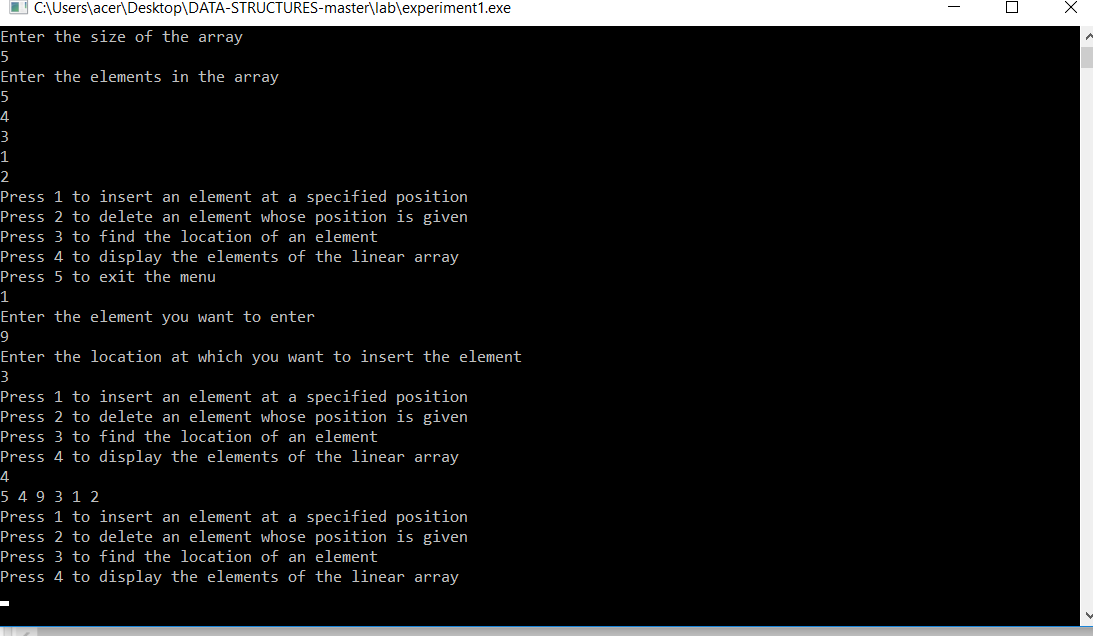 C:\Users\acer\Desktop\DATA-STRUCTURES-master\lab\experiment1.exe
Enter the size of the array
5
Enter the elements in the array
5
4
3
1
2
Press 1 to insert an element at a specified position
Press 2 to delete an element whose position is given
Press 3 to find the location of an element
Press 4 to display the elements of the linear array
Press 5 to exit the menu
1
Enter the element you want to enter
9
Enter the location at which you want to insert the element
3
Press 1 to insert an element at a specified position
Press 2 to delete an element whose position is given
Press 3 to find the location of an element
Press 4 to display the elements of the linear array
4
5 4 9 3 1 2
Press 1 to insert an element at a specified position
Press 2 to delete an element whose position is given
Press 3 to find the location of an element
Press 4 to display the elements of the linear array